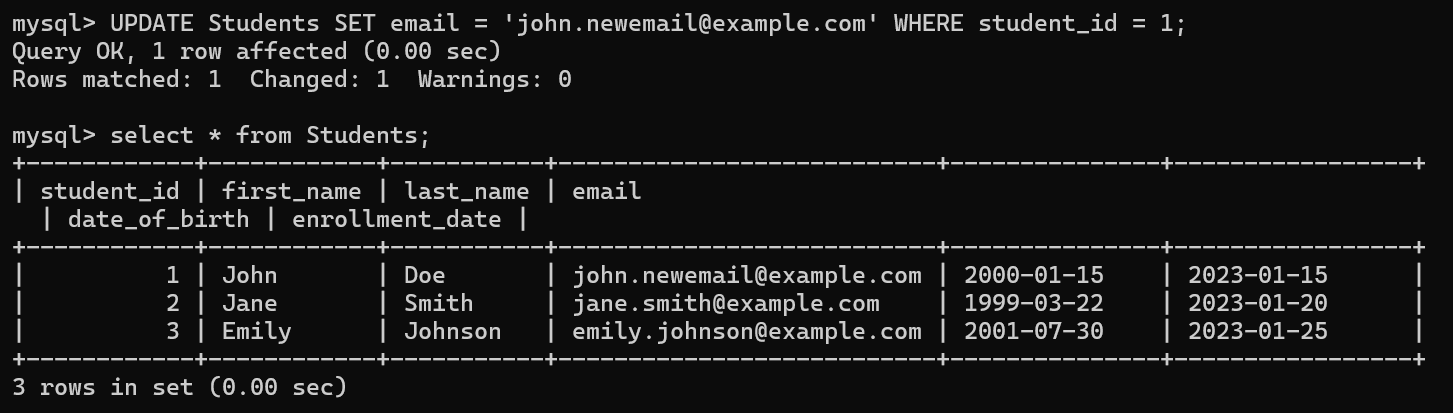 mysql> UPDATE Students SET email = 'john.newemail@example.com' WHERE student_id = 1;
Query OK, 1 row affected (0.00 sec)
Rows matched: 1  Changed: 1  Warnings: 0

mysql> select * from Students;
+------------+------------+-----------+---------------------------+---------------+-----------------+
| student_id | first_name | last_name | email
  | date_of_birth | enrollment_date |
+------------+------------+-----------+---------------------------+---------------+-----------------+
|          1 | John       | Doe       | john.newemail@example.com | 2000-01-15    | 2023-01-15      |
|          2 | Jane       | Smith     | jane.smith@example.com    | 1999-03-22    | 2023-01-20      |
|          3 | Emily      | Johnson   | emily.johnson@example.com | 2001-07-30    | 2023-01-25      |
+------------+------------+-----------+---------------------------+---------------+-----------------+
3 rows in set (0.00 sec)